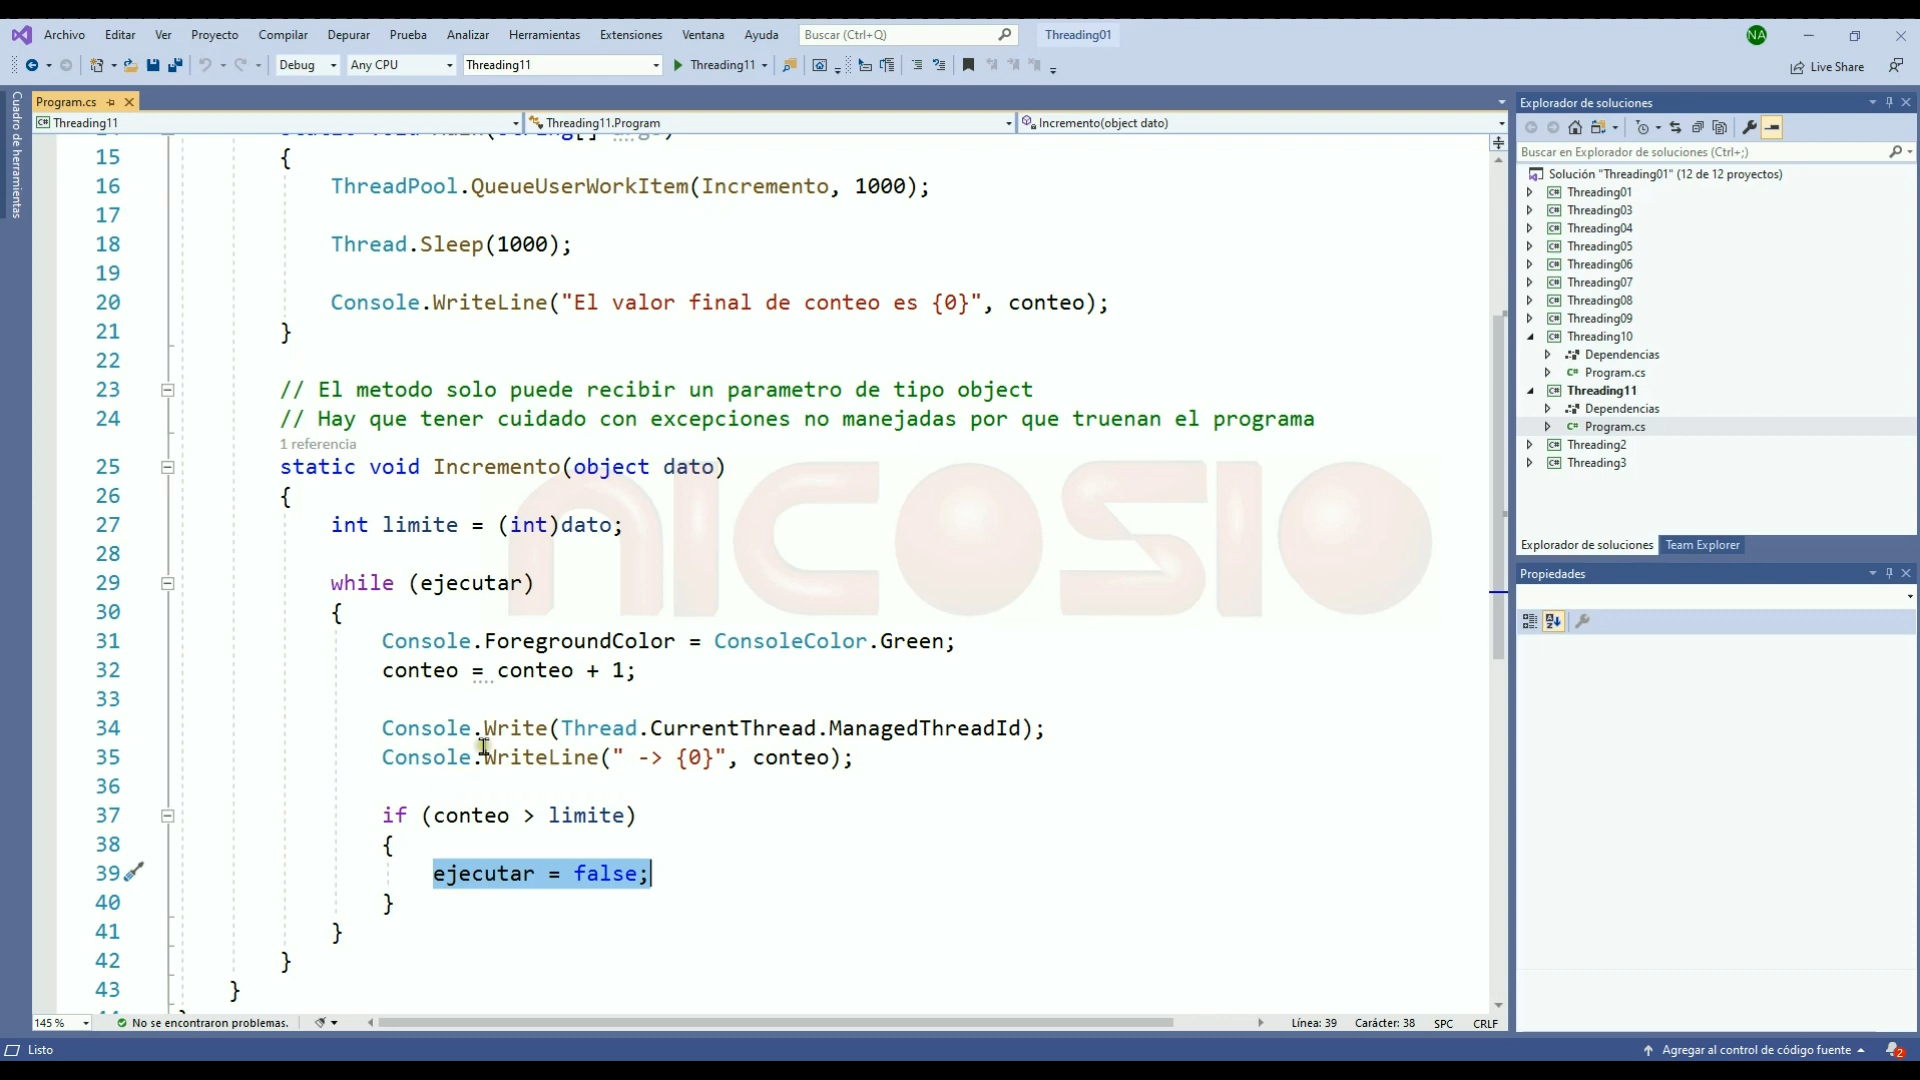 Archivo Editar Ver Proyecto Compilar Depurar Prueba Analizar Herramientas Extensiones Ventana Ayuda Buscar (Ctrl+Q) Threading01 NA
Debug Any CPU Threading11 Threading11 Live Share
Cuadro de herramientas
Program.cs
Threading11 Threading11.Program Incremento(object dato)
15 {
16 ThreadPool.QueueUserWorkItem(Incremento, 1000);
17
18 Thread.Sleep(1000);
19
20 Console.WriteLine("El valor final de conteo es {0}", conteo);
21 }
22
23 // El metodo solo puede recibir un parametro de tipo object
24 // Hay que tener cuidado con excepciones no manejadas por que truenan el programa
1 referencia
25 static void Incremento(object dato)
26 {
27 int limite = (int)dato;
28
29 while (ejecutar)
30 {
31 Console.ForegroundColor = ConsoleColor.Green;
32 conteo = conteo + 1;
33
34 Console.Write(Thread.CurrentThread.ManagedThreadId);
35 Console.WriteLine(" -> {0}", conteo);
36
37 if (conteo > limite)
38 {
39 ejecutar = false;
40 }
41 }
42 }
43 }
NICOSIO
145 % No se encontraron problemas. Línea: 39 Carácter: 38 SPC CRLF
Explorador de soluciones
Buscar en Explorador de soluciones (Ctrl+;)
Solución "Threading01" (12 de 12 proyectos)
Threading01
Threading03
Threading04
Threading05
Threading06
Threading07
Threading08
Threading09
Threading10
Dependencias
Program.cs
Threading11
Dependencias
Program.cs
Threading2
Threading3
Explorador de soluciones Team Explorer
Propiedades
Listo Agregar al control de código fuente 2